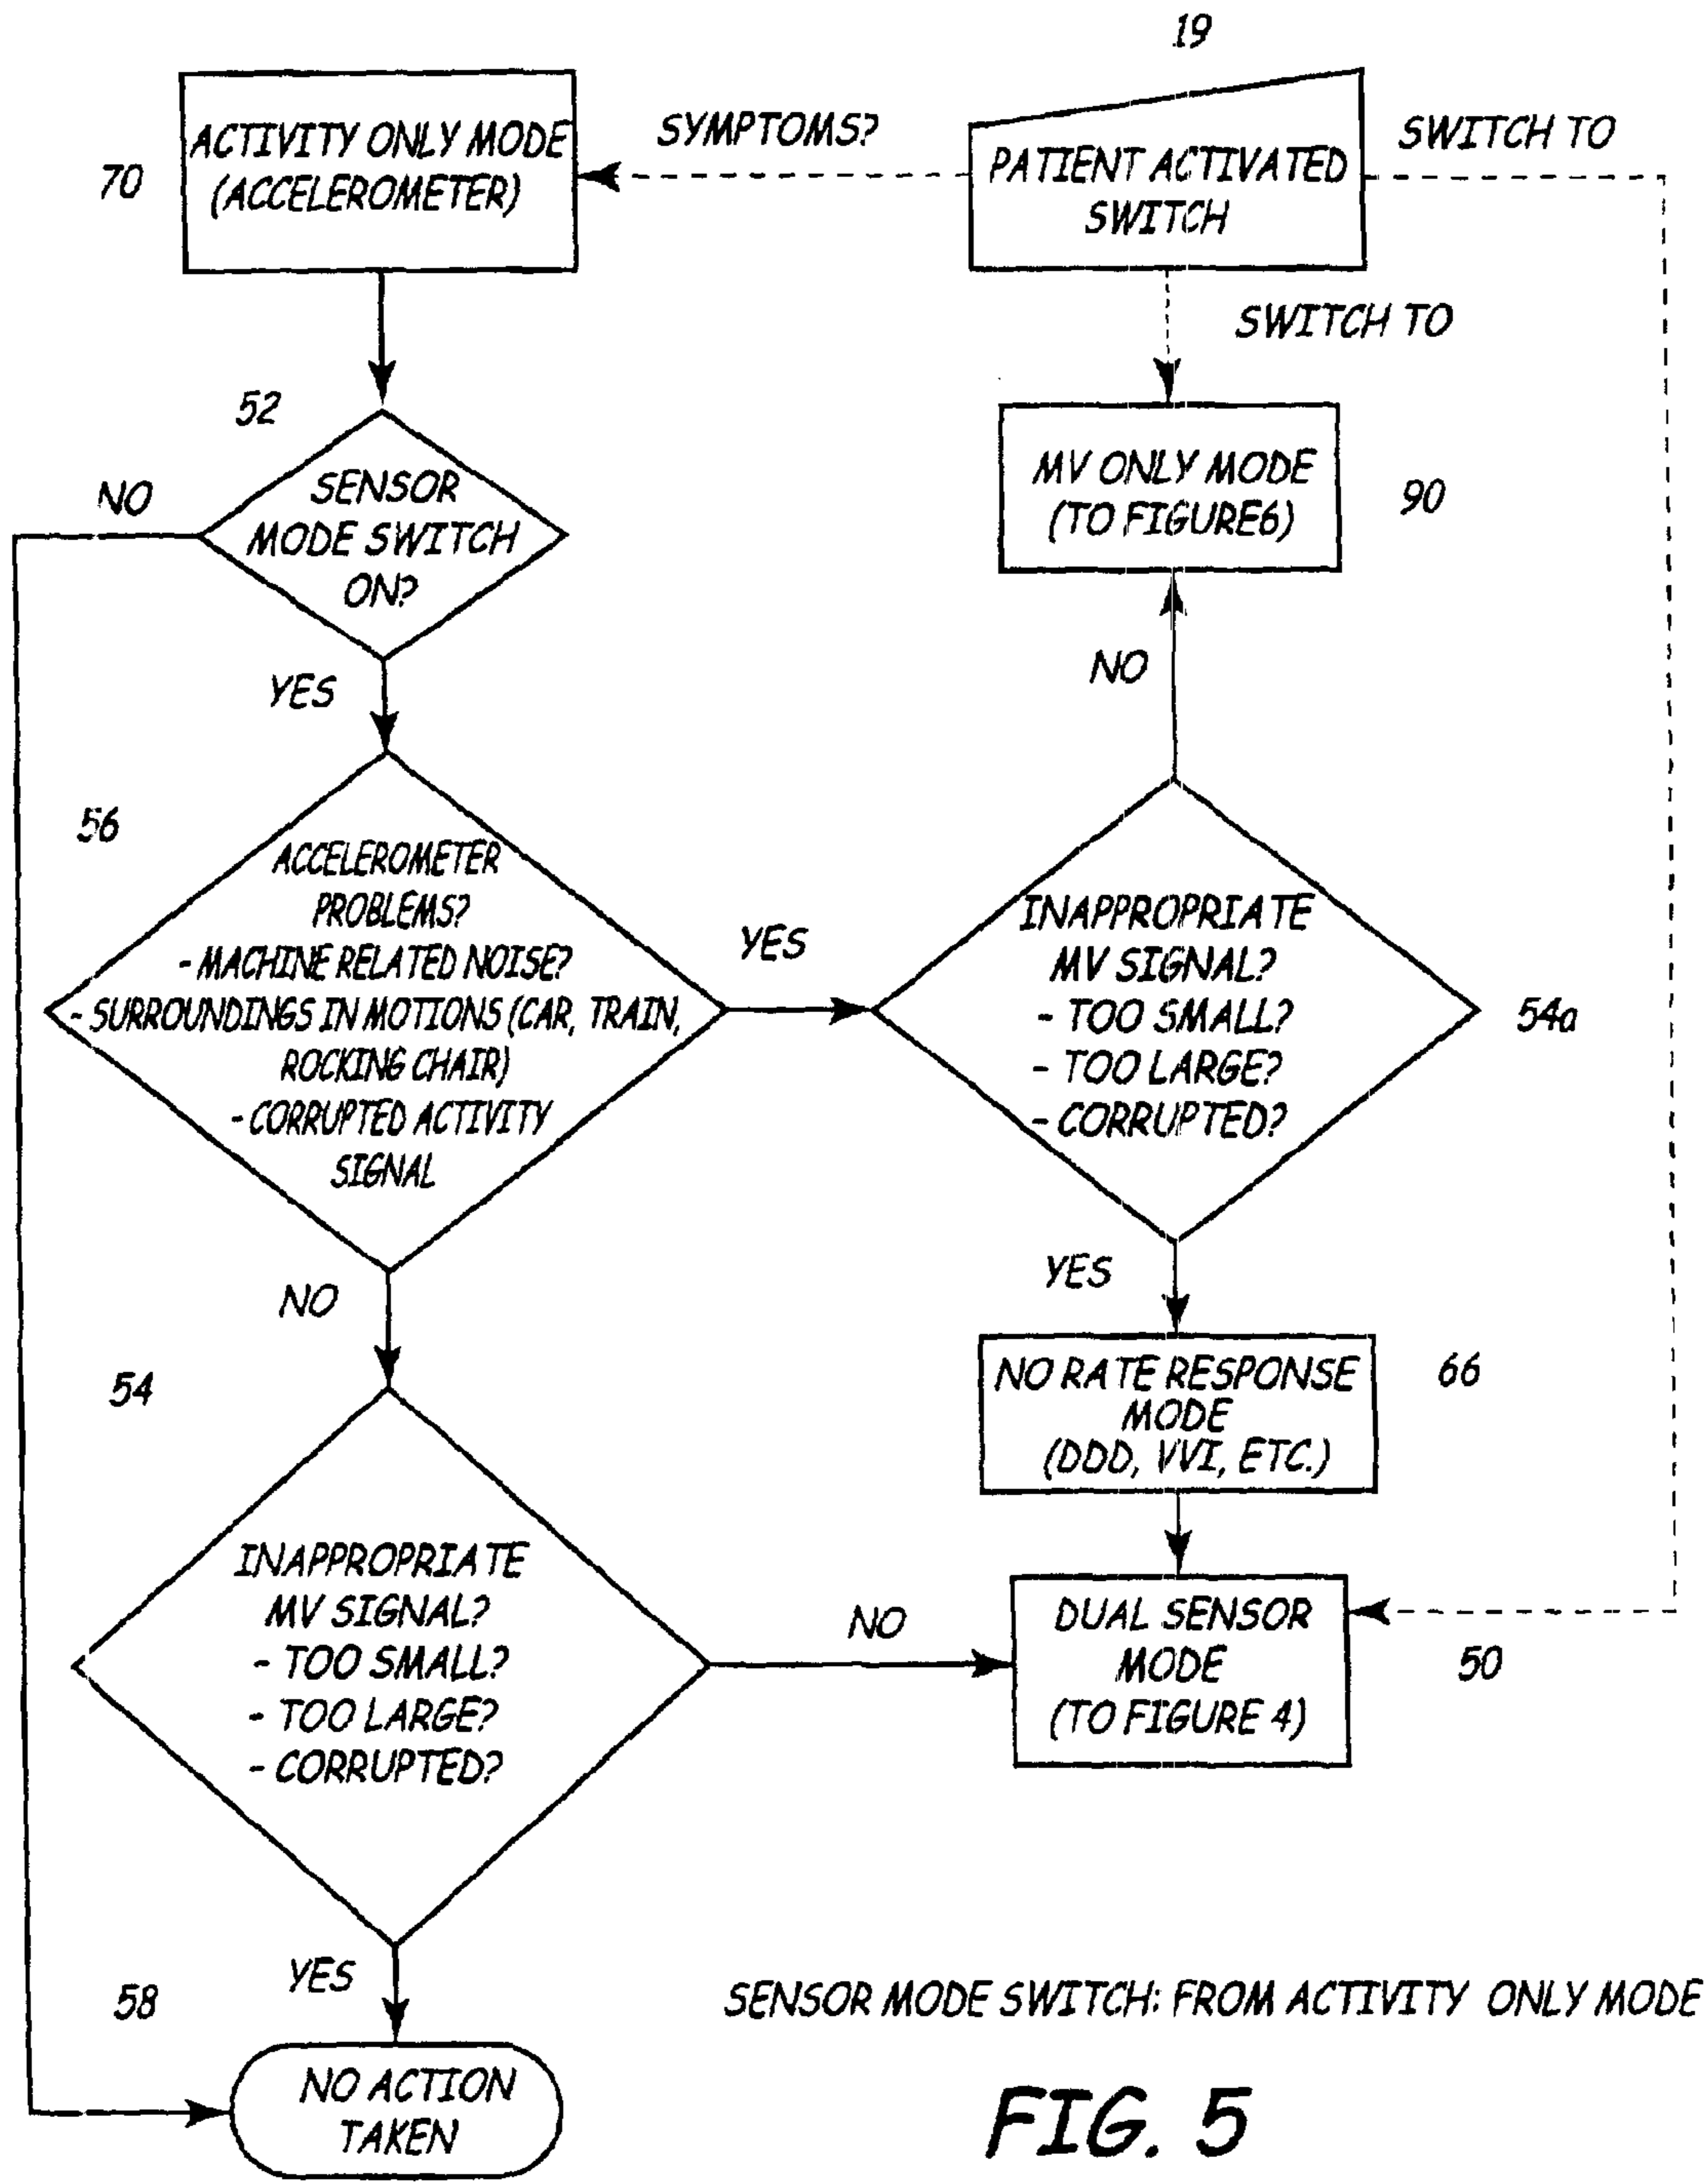 19
ACTIVITY ONLY MODE
(ACCELEROMETER)
70
SYMPTOMS?
PATIENT ACTIVATED
SWITCH
SWITCH TO
SWITCH TO
52
SENSOR
MODE SWITCH
ON?
NO
YES
MV ONLY MODE
(TO FIGURE6)
90
NO
56
ACCELEROMETER
PROBLEMS?
- MACHINE RELATED NOISE?
- SURROUNDINGS IN MOTIONS (CAR, TRAIN,
ROCKING CHAIR)
- CORRUPTED ACTIVITY
SIGNAL
YES
INAPPROPRIATE
MV SIGNAL?
- TOO SMALL?
- TOO LARGE?
- CORRUPTED?
54a
NO
YES
54
NO RATE RESPONSE
MODE
(DDD, VVI, ETC.)
66
INAPPROPRIATE
MV SIGNAL?
- TOO SMALL?
- TOO LARGE?
- CORRUPTED?
NO
DUAL SENSOR
MODE
(TO FIGURE 4)
50
YES
58
NO ACTION
TAKEN
SENSOR MODE SWITCH: FROM ACTIVITY ONLY MODE
FIG. 5